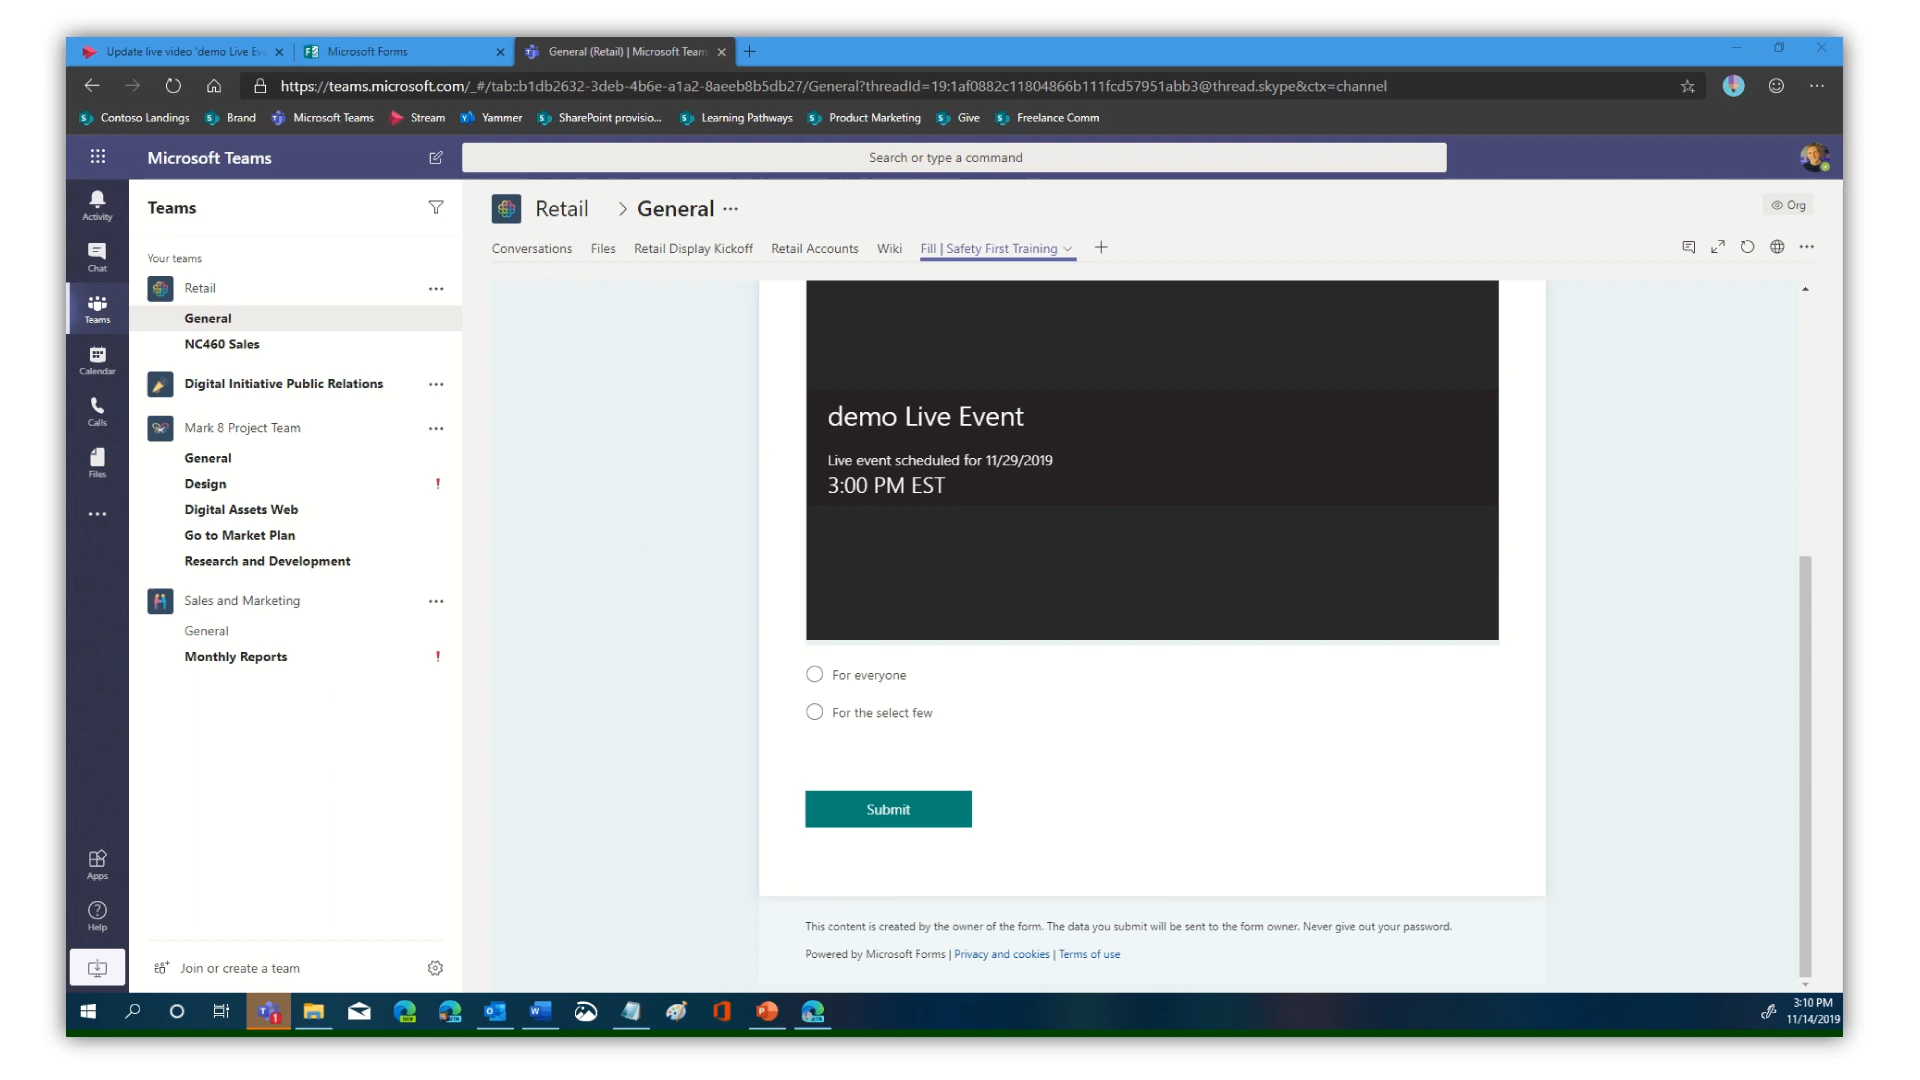 Update live video 'demo Live Ev
Microsoft Forms
General (Retail) | Microsoft Team
https://teams.microsoft.com/_#/tab::b1db2632-3deb-4b6e-a1a2-8aeeb8b5db27/General?threadId=19:1af0882c11804866b111fcd57951abb3@thread.skype&ctx=channel
Contoso Landings Brand Microsoft Teams Stream Yammer SharePoint provisio... Learning Pathways Product Marketing Give Freelance Comm
Microsoft Teams
Search or type a command
Activity
Chat
Teams
Calendar
Calls
Files
Apps
Help
Teams
Your teams
Retail
General
NC460 Sales
Digital Initiative Public Relations
Mark 8 Project Team
General
Design !
Digital Assets Web
Go to Market Plan
Research and Development
Sales and Marketing
General
Monthly Reports !
Join or create a team
Retail > General ...
Org
Conversations Files Retail Display Kickoff Retail Accounts Wiki Fill | Safety First Training
demo Live Event
Live event scheduled for 11/29/2019
3:00 PM EST
For everyone
For the select few
Submit
This content is created by the owner of the form. The data you submit will be sent to the form owner. Never give out your password.
Powered by Microsoft Forms | Privacy and cookies | Terms of use
3:10 PM
11/14/2019